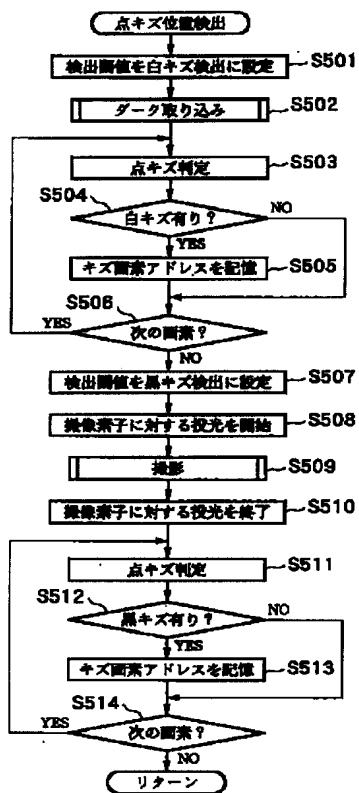 点キズ位置検出
検出閾値を白キズ検出に設定
S501
ダーク取り込み
S502
点キズ判定
S503
S504
白キズ有り?
NO
YES
キズ画素アドレスを記憶
S505
S506
次の画素?
YES
NO
検出閾値を黒キズ検出に設定
S507
撮像素子に対する投光を開始
S508
撮影
S509
撮像素子に対する投光を終了
S510
点キズ判定
S511
S512
黒キズ有り?
NO
YES
キズ画素アドレスを記憶
S513
S514
次の画素?
YES
NO
リターン